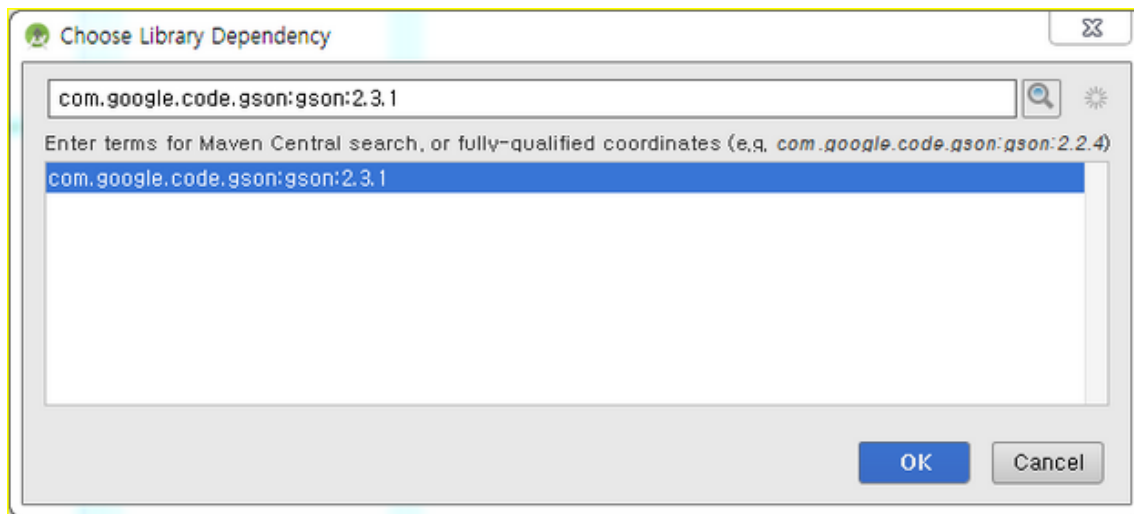 Choose Library Dependency
com.google.code.gson:gson:2.3.1
Enter terms for Maven Central search, or fully-qualified coordinates (e.g. com.google.code.gson:gson:2.2.4)
com.google.code.gson:gson:2.3.1
OK Cancel